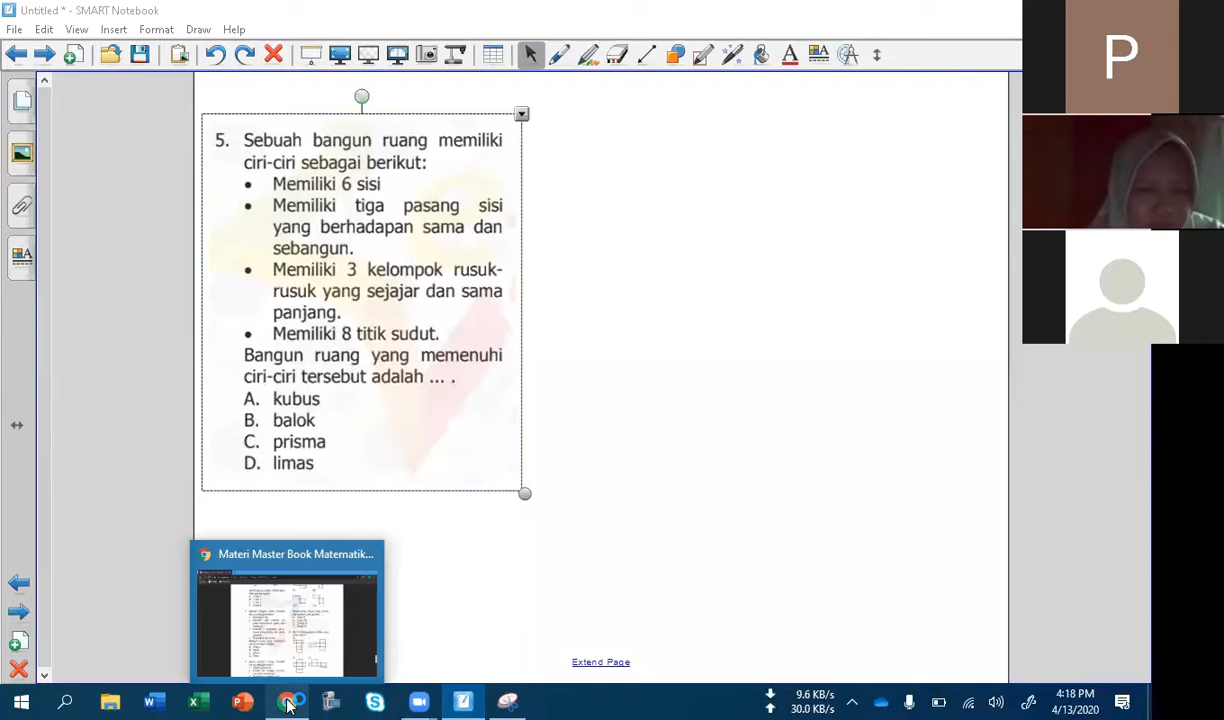 Untitled * - SMART Notebook
File Edit View Insert Format Draw Help
P
5. Sebuah bangun ruang memiliki
ciri-ciri sebagai berikut:
• Memiliki 6 sisi
• Memiliki tiga pasang sisi
yang berhadapan sama dan
sebangun.
• Memiliki 3 kelompok rusuk-
rusuk yang sejajar dan sama
panjang.
• Memiliki 8 titik sudut.
Bangun ruang yang memenuhi
ciri-ciri tersebut adalah ... .
A. kubus
B. balok
C. prisma
D. limas
Materi Master Book Matematik...
Extend Page
9.6 KB/s
30.0 KB/s
4:18 PM
4/13/2020